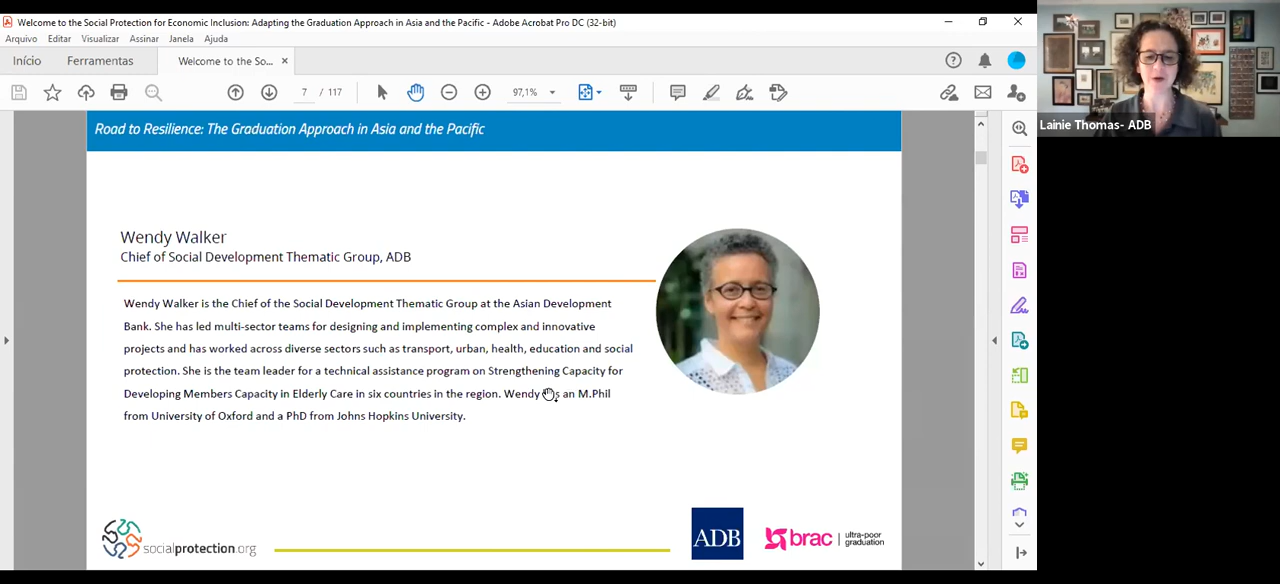 Welcome to the Social Protection for Economic Inclusion: Adapting the Graduation Approach in Asia and the Pacific - Adobe Acrobat Pro DC (32-bit)
Arquivo Editar Visualizar Assinar Janela Ajuda
Início Ferramentas Welcome to the So...
7 / 117 97,1%
Lainie Thomas- ADB
Road to Resilience: The Graduation Approach in Asia and the Pacific
Wendy Walker
Chief of Social Development Thematic Group, ADB
Wendy Walker is the Chief of the Social Development Thematic Group at the Asian Development
Bank. She has led multi-sector teams for designing and implementing complex and innovative
projects and has worked across diverse sectors such as transport, urban, health, education and social
protection. She is the team leader for a technical assistance program on Strengthening Capacity for
Developing Members Capacity in Elderly Care in six countries in the region. Wendy an M.Phil
from University of Oxford and a PhD from Johns Hopkins University.
socialprotection.org
ADB
brac ultra-poor
graduation